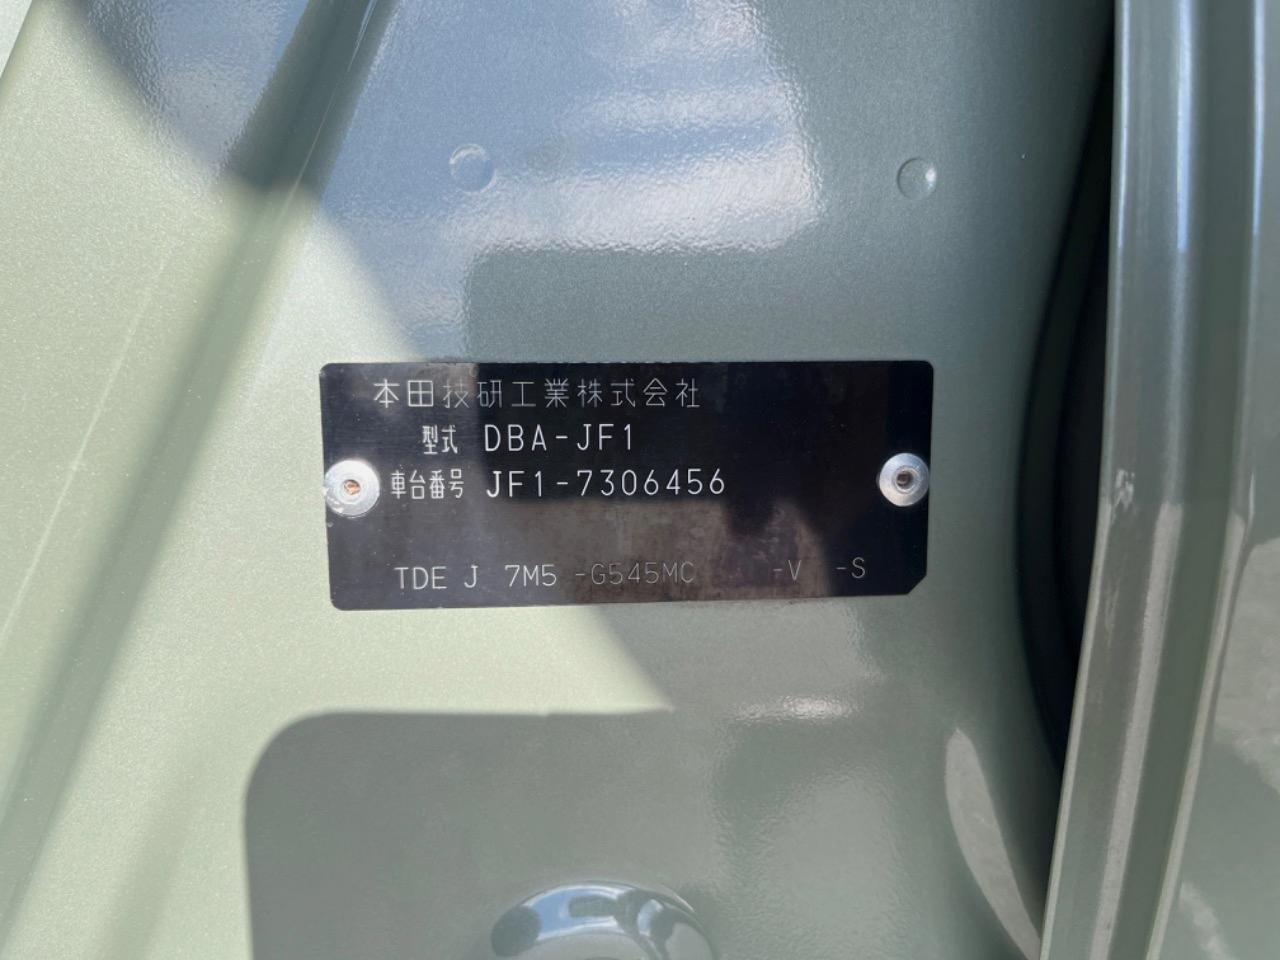 本田技研工業株式会社
型式 DBA-JF1
車台番号 JF1-7306456
TDE J 7M5 -G545MC -V -S